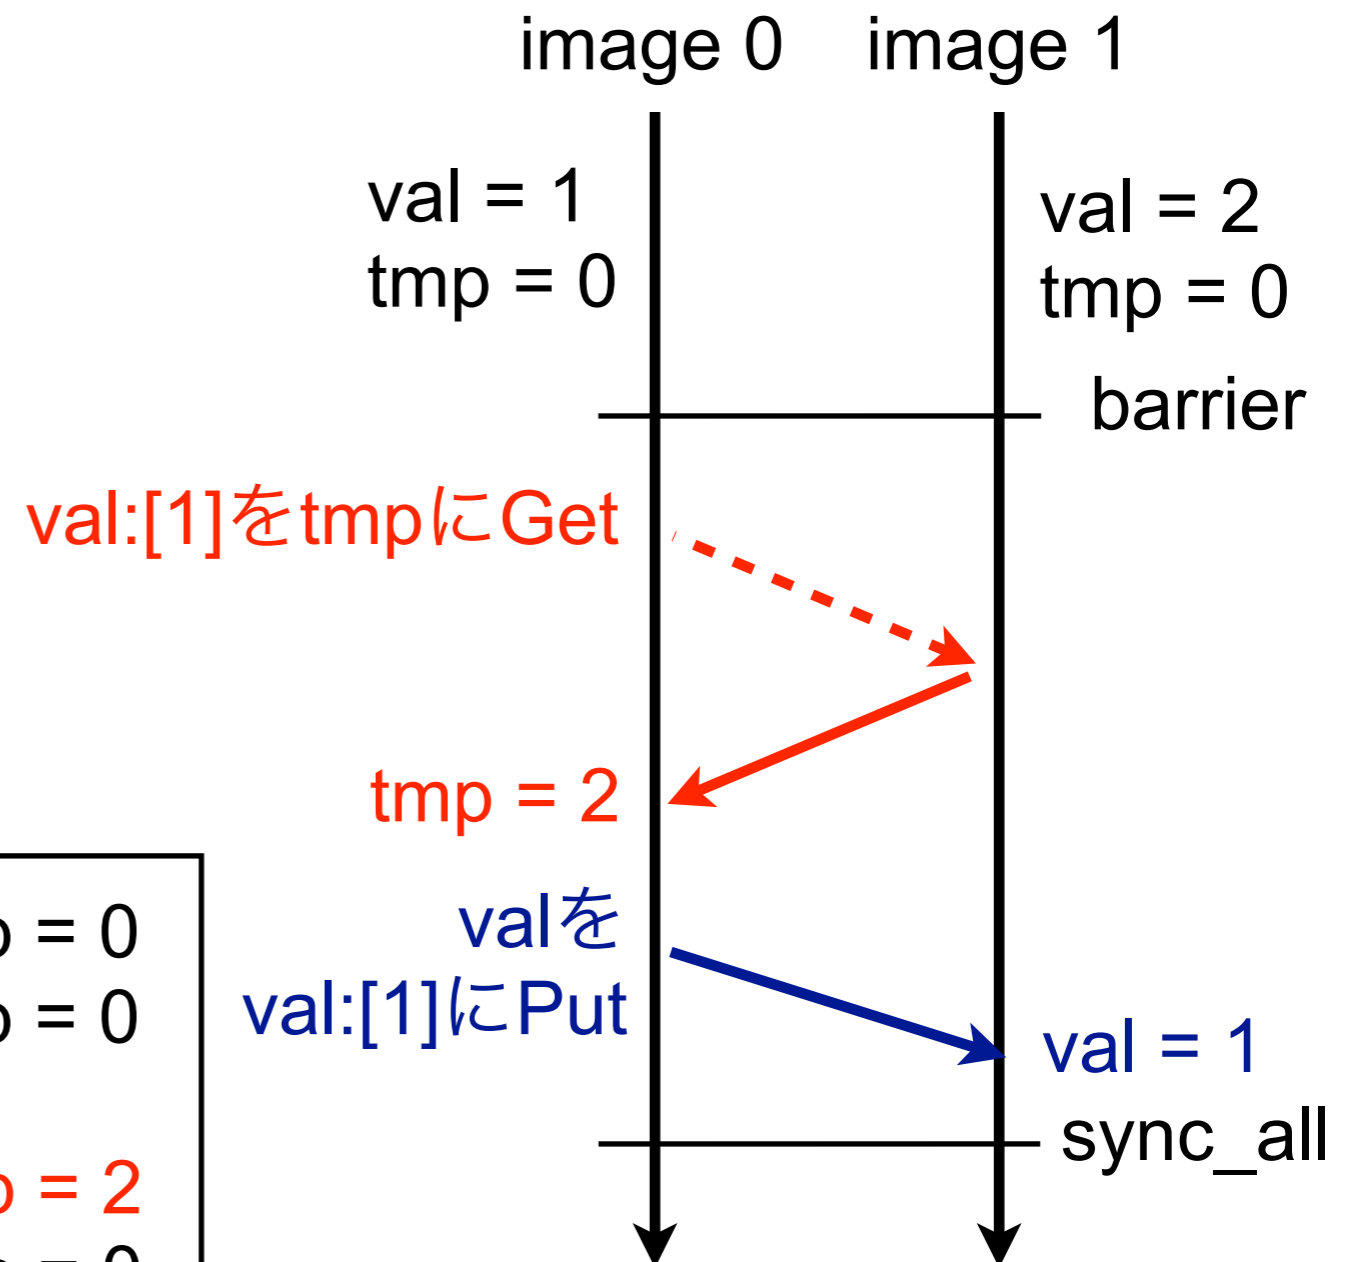 image 0 image 1
val = 1
tmp = 0
val = 2
tmp = 0
barrier
val:[1]をtmpにGet
tmp = 2
valを
val:[1]にPut
val = 1
sync_all
= 0
= 0
= 2